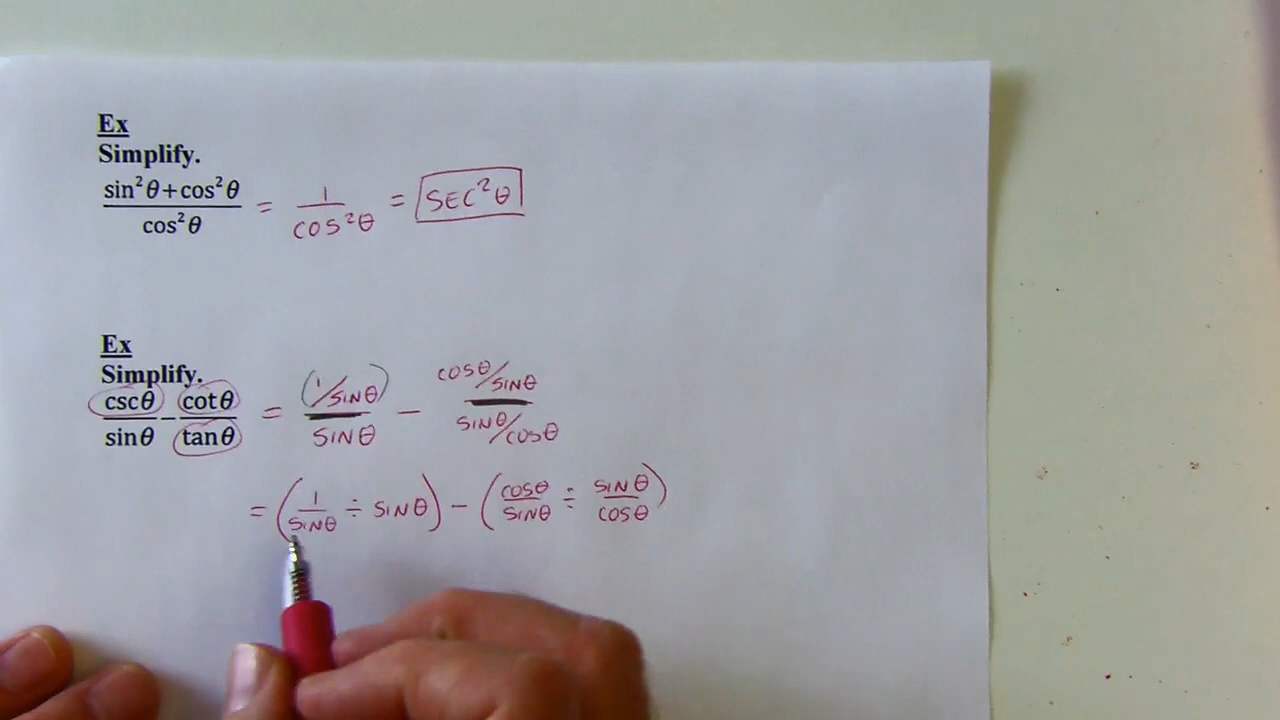 Ex
Simplify.
sin²θ+cos²θ/cos²θ = 1/COS²θ = SEC²θ
Ex
Simplify.
cscθ/sinθ − cotθ/tanθ = (1/SINθ)/SINθ − COSθ/SINθ/SINθ/COSθ
= (1/SINθ ÷ SINθ) − (COSθ/SINθ ÷ SINθ/COSθ)